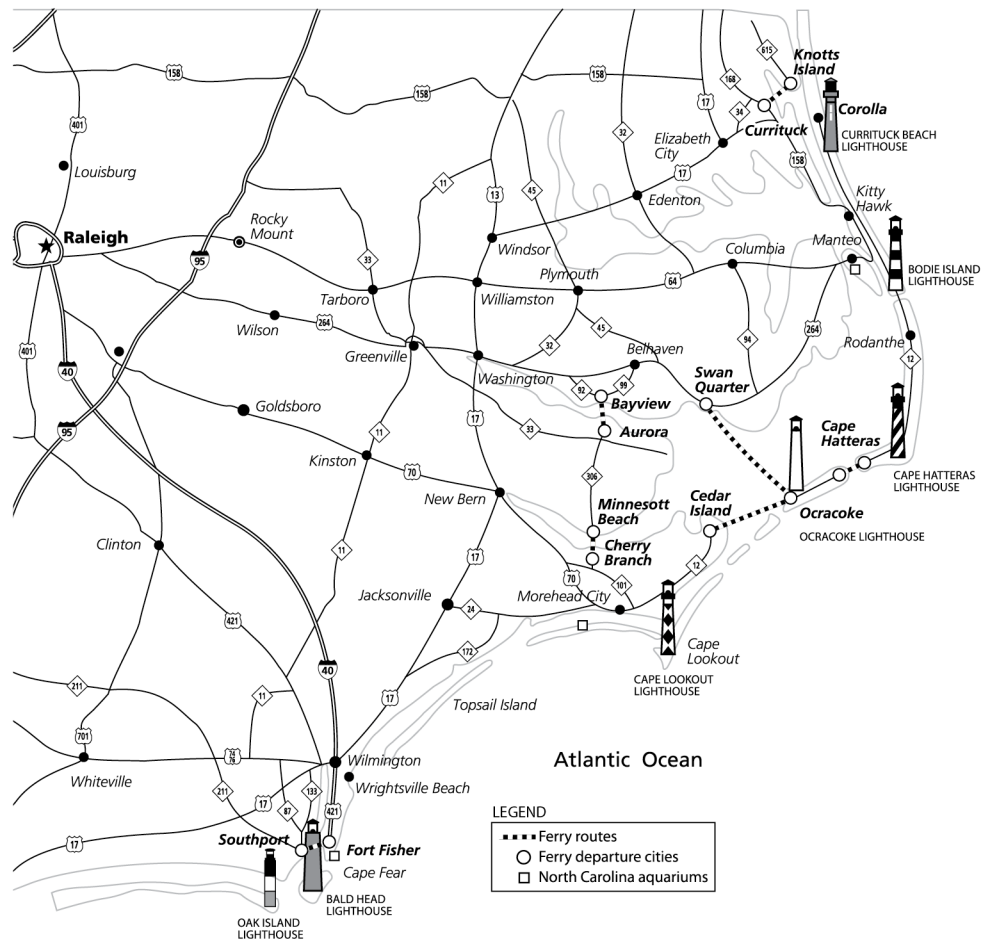 615
Knotts
Island
158
158
168
158
17
34
Corolla
401
Currituck
CURRITUCK BEACH
LIGHTHOUSE
32
Elizabeth
City
158
Louisburg
11
13
45
17
Kitty
Hawk
Edenton
Rocky
Mount
Raleigh
Windsor
Columbia
Manteo
95
33
Plymouth
64
BODIE ISLAND
LIGHTHOUSE
Tarboro
Williamston
Wilson
264
45
264
401
Greenville
32
94
Rodanthe
Belhaven
12
40
Washington
92
99
Swan
Quarter
Bayview
Goldsboro
17
33
Aurora
Cape
Hatteras
95
11
Kinston
70
306
CAPE HATTERAS
LIGHTHOUSE
New Bern
Minnesott
Beach
Cedar
Island
Ocracoke
OCRACOKE LIGHTHOUSE
Clinton
11
17
Cherry
Branch
12
70
101
Jacksonville
24
Morehead City
421
172
Cape
Lookout
40
CAPE LOOKOUT
LIGHTHOUSE
211
11
17
Topsail Island
701
74
76
Wilmington
Atlantic Ocean
Whiteville
Wrightsville Beach
211
17
87
133
421
LEGEND
Ferry routes
Ferry departure cities
North Carolina aquariums
17
Southport
Fort Fisher
Cape Fear
BALD HEAD
LIGHTHOUSE
OAK ISLAND
LIGHTHOUSE